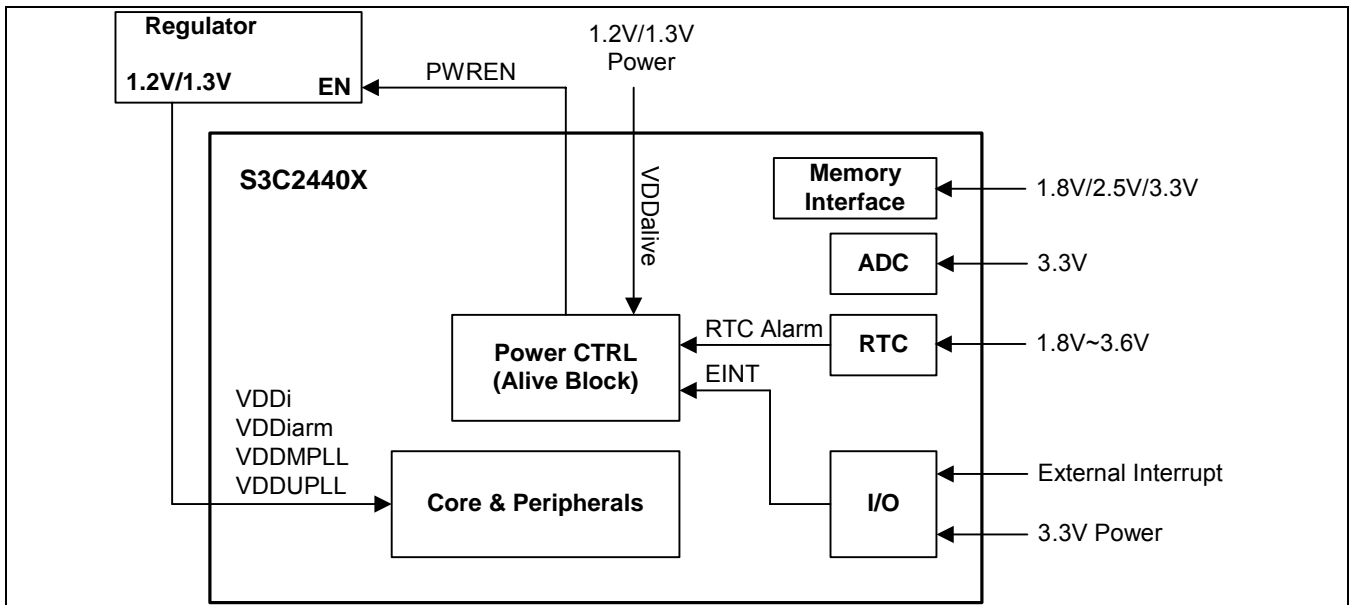 Regulator
1.2V/1.3V
EN
PWREN
1.2V/1.3V
Power
S3C2440X
VDDalive
Memory
Interface
1.8V/2.5V/3.3V
ADC
3.3V
Power CTRL
(Alive Block)
RTC Alarm
RTC
1.8V~3.6V
EINT
VDDi
VDDiarm
VDDMPLL
VDDUPLL
Core & Peripherals
I/O
External Interrupt
3.3V Power